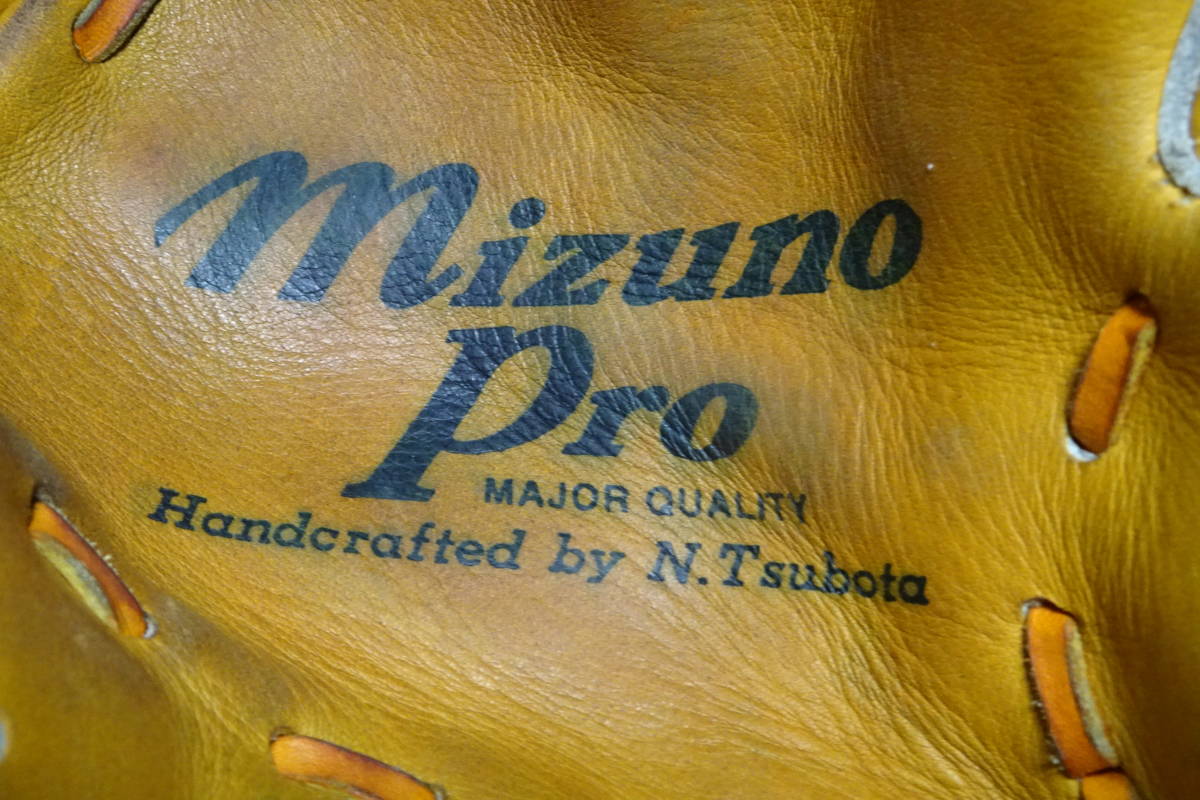 mizuno
Pro
MAJOR QUALITY
Handcrafted by N.Tsubota